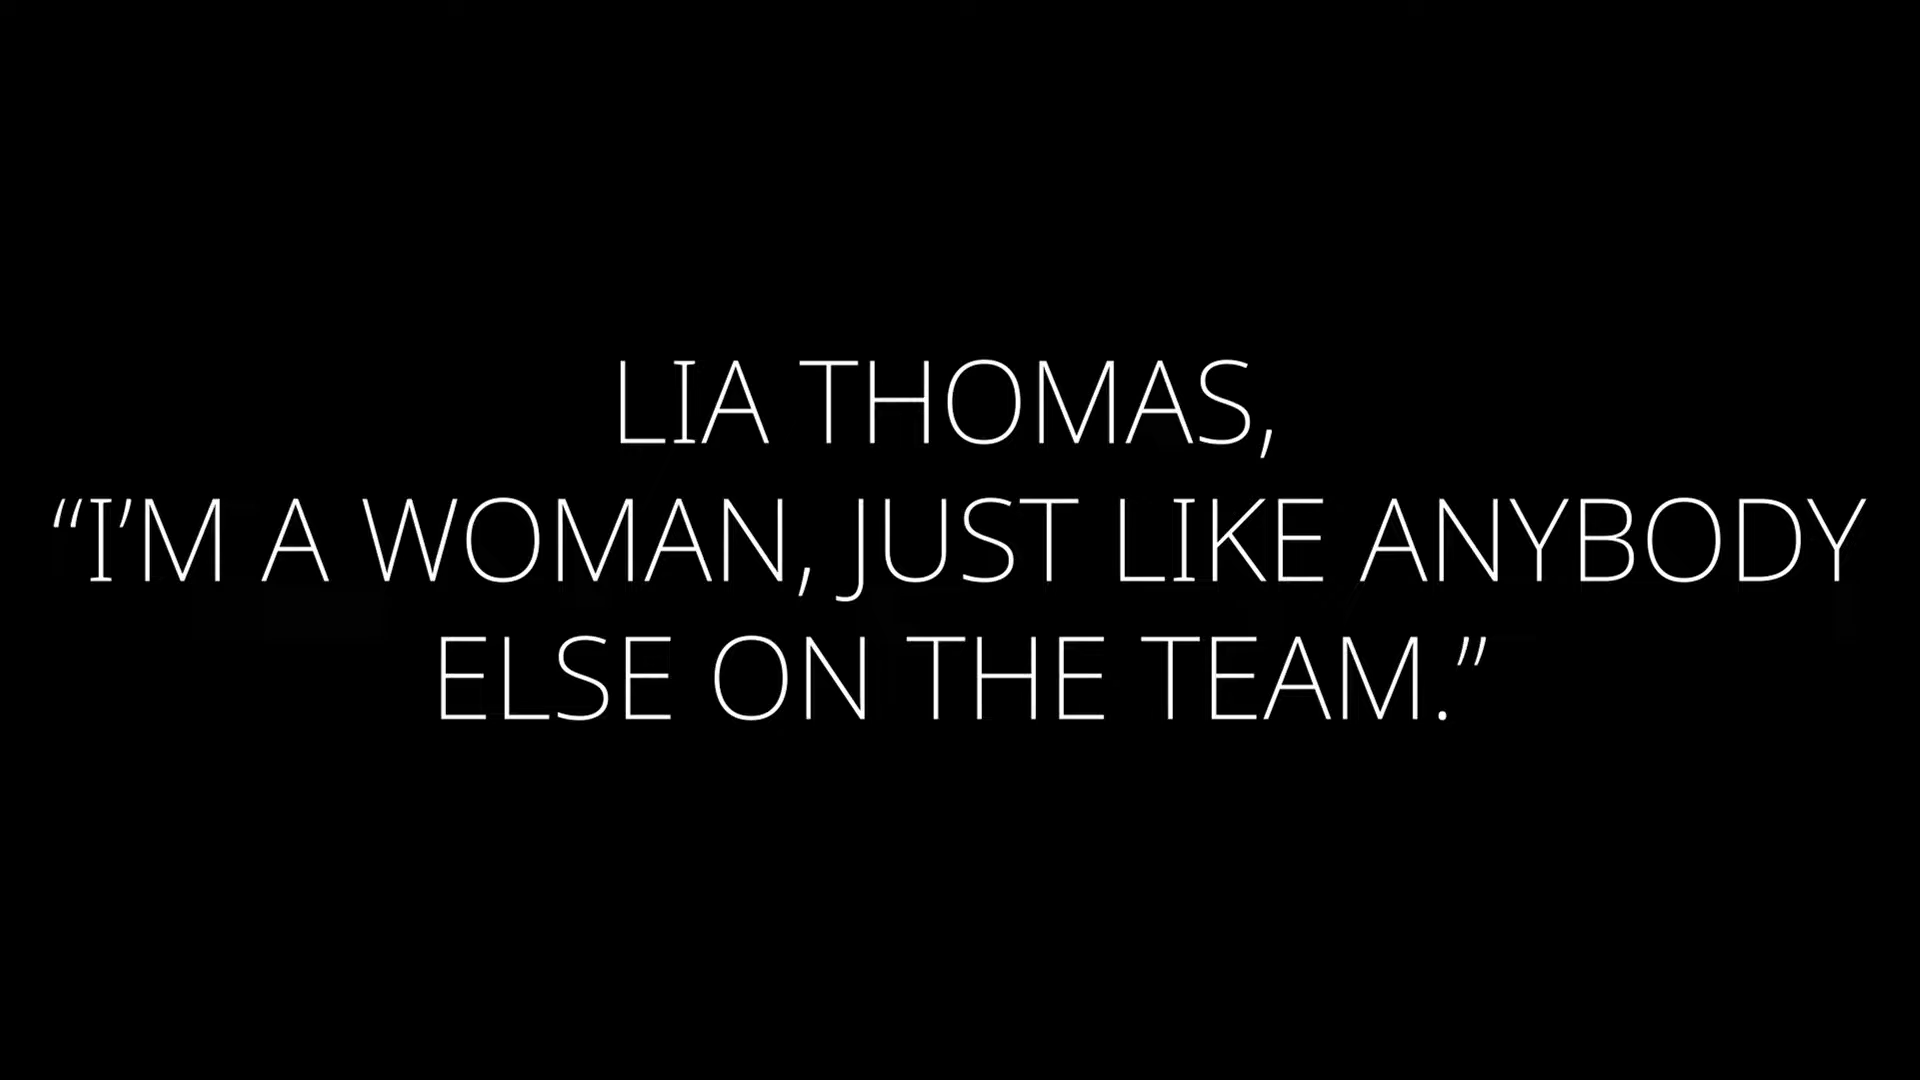 LIA THOMAS,
“I’M A WOMAN, JUST LIKE ANYBODY
ELSE ON THE TEAM.”